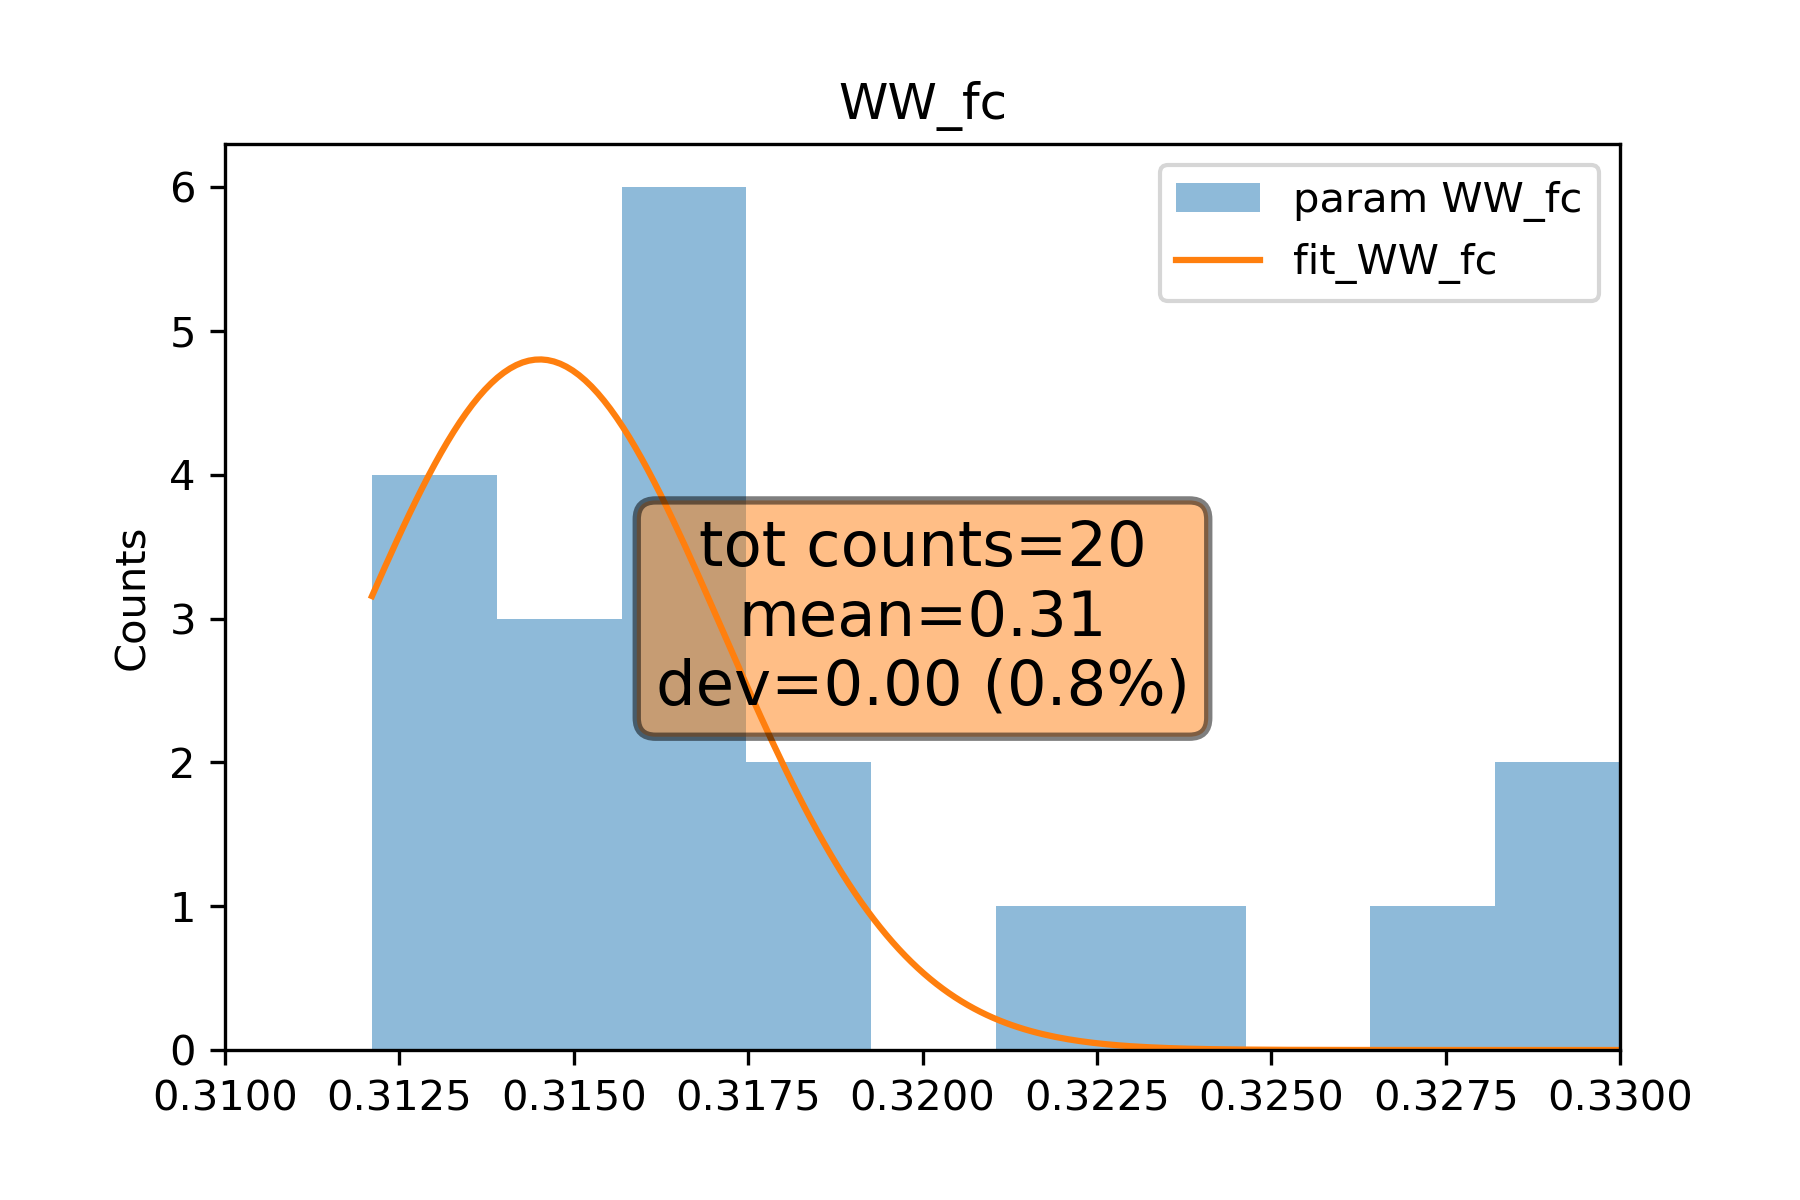 WW_fc
param WW_fc
fit_WW_fc
6
5
4
3
2
1
0
Counts
tot counts=20
mean=0.31
dev=0.00 (0.8%)
0.3100 0.3125 0.3150 0.3175 0.3200 0.3225 0.3250 0.3275 0.3300